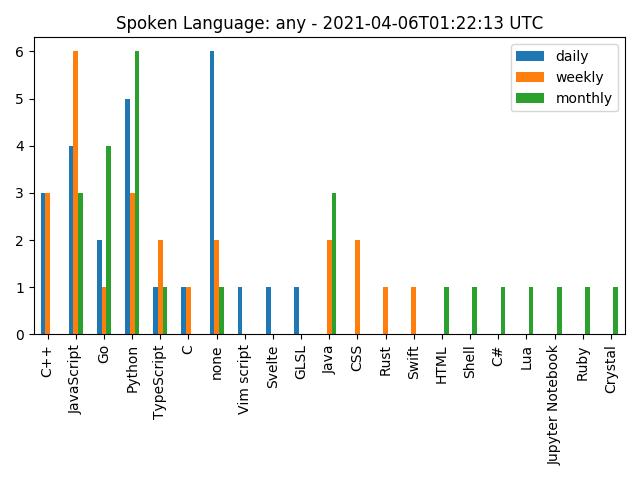 Spoken Language: any - 2021-04-06T01:22:13 UTC
daily
weekly
monthly
6
5
4
3
2
1
0
C++
JavaScript
Go
Python
TypeScript
C
none
Vim script
Svelte
GLSL
Java
CSS
Rust
Swift
HTML
Shell
C#
Lua
Jupyter Notebook
Ruby
Crystal